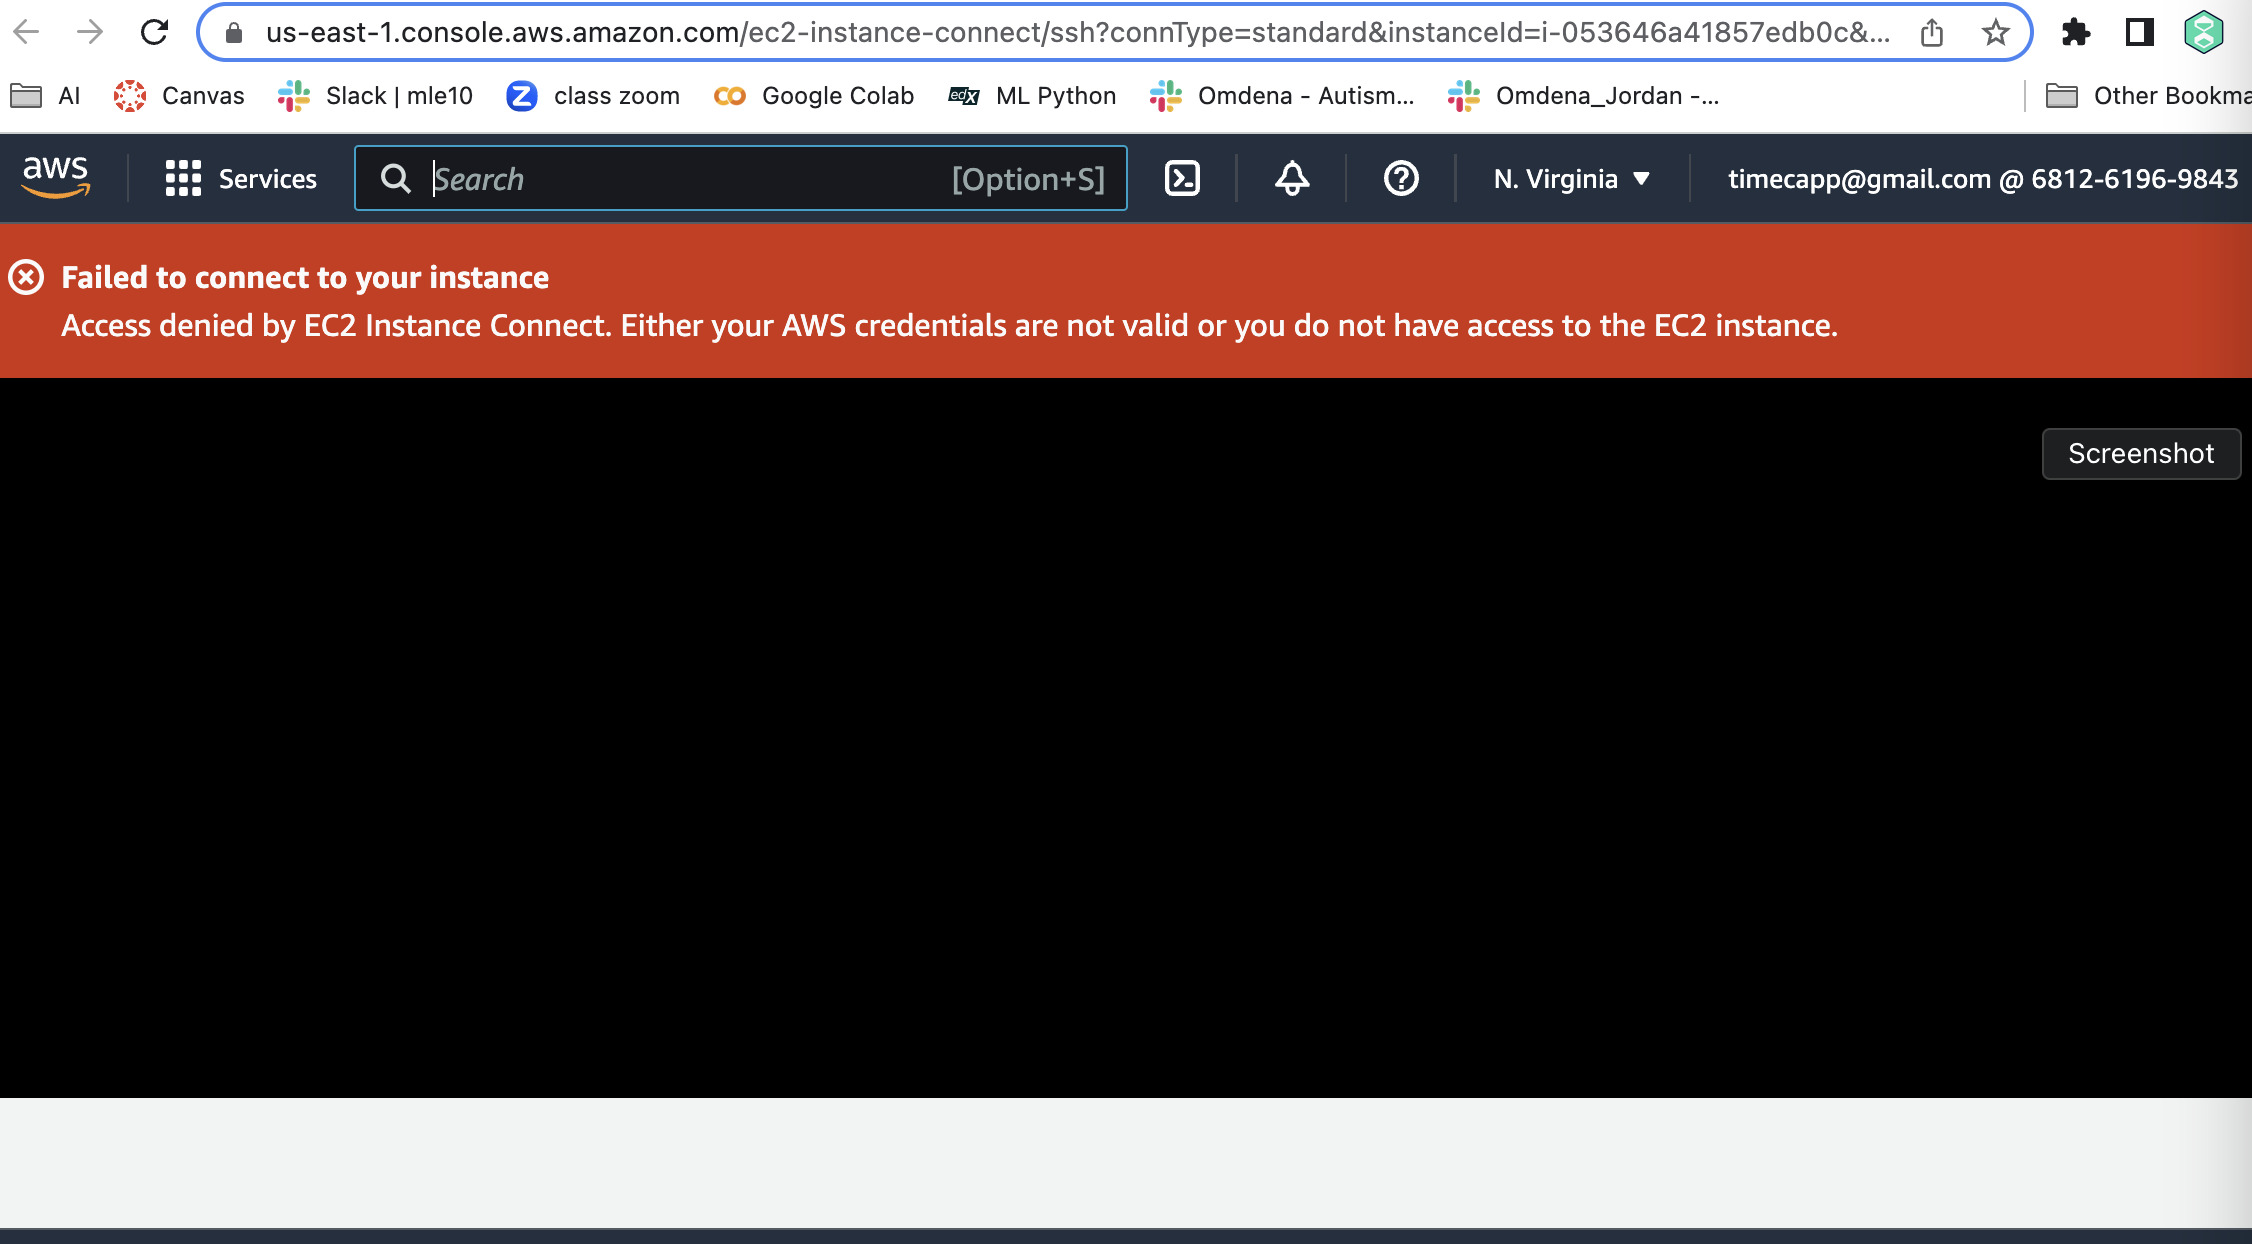 us-east-1.console.aws.amazon.com/ec2-instance-connect/ssh?connType=standard&instanceId=i-053646a41857edb0c&...
AI Canvas Slack | mle10 class zoom Google Colab edX ML Python Omdena - Autism... Omdena_Jordan -... Other Bookma
aws Services Search [Option+S] N. Virginia ▼ timecapp@gmail.com @ 6812-6196-9843
Failed to connect to your instance
Access denied by EC2 Instance Connect. Either your AWS credentials are not valid or you do not have access to the EC2 instance.
Screenshot